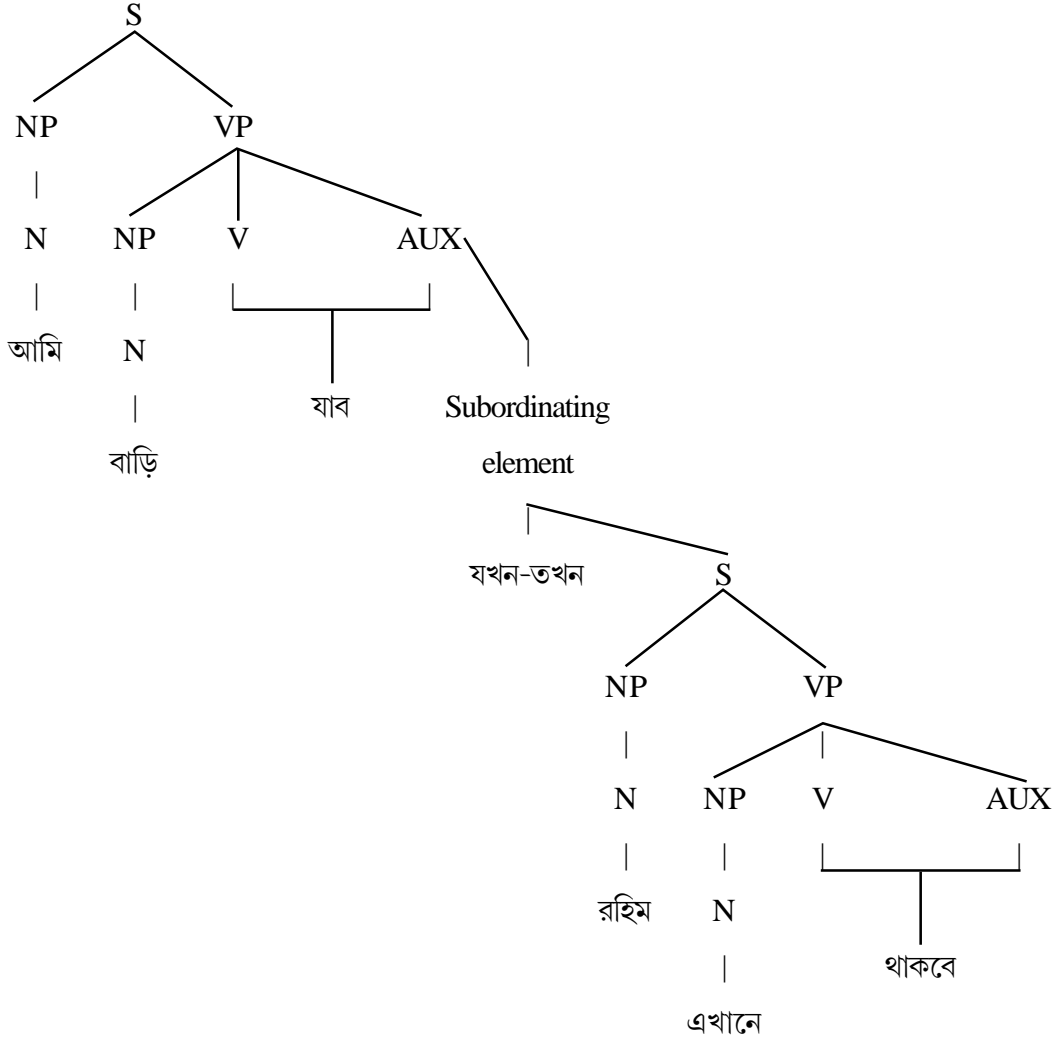 S
NP VP
|
N NP V AUX
| | | |
আমি N
| যাব Subordinating
বাড়ি element
|
যখন-তখন S
NP VP
| |
N NP V AUX
| | | |
রহিম N
| থাকবে
এখানে